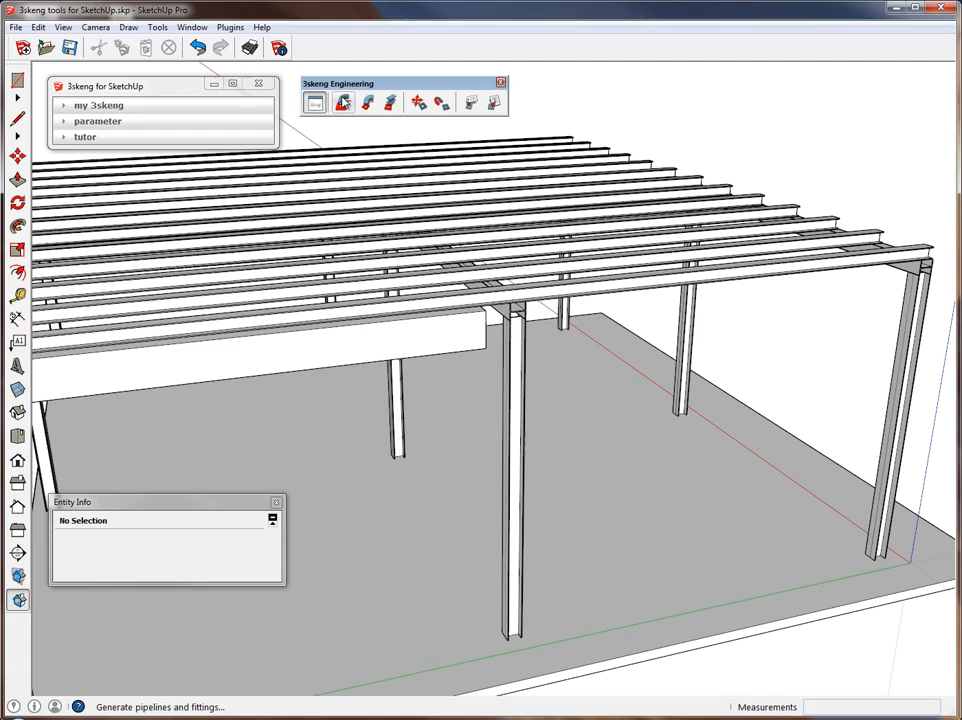 3skeng tools for SketchUp.skp - SketchUp Pro
File Edit View Camera Draw Tools Window Plugins Help
3skeng for SketchUp
my 3skeng
parameter
tutor
3skeng Engineering
A1
Entity Info
No Selection
Generate pipelines and fittings...
Measurements